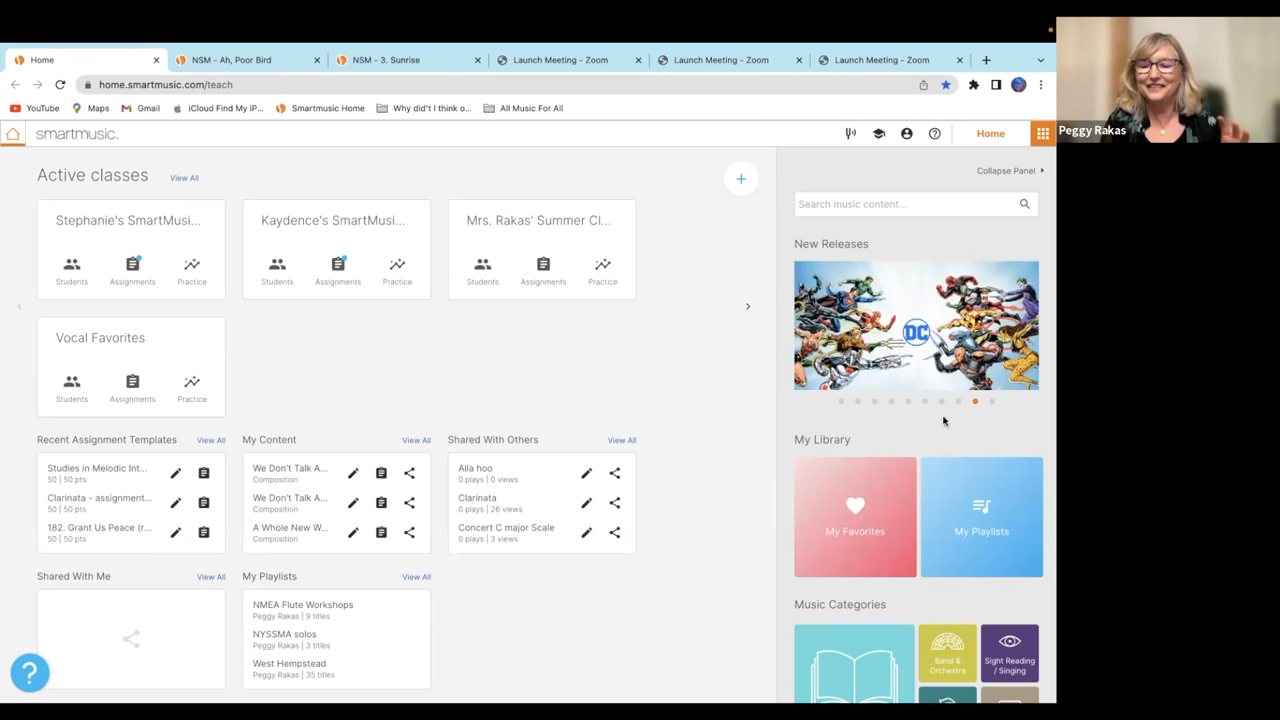 Home
NSM - Ah, Poor Bird
NSM - 3. Sunrise
Launch Meeting - Zoom
Launch Meeting - Zoom
Launch Meeting - Zoom
home.smartmusic.com/teach
YouTube
Maps
Gmail
iCloud Find My iP...
Smartmusic Home
Why did't I think o...
All Music For All
Peggy Rakas
smartmusic.
Home
Collapse Panel
Active classes
View All
Stephanie's SmartMusi...
Kaydence's SmartMusi...
Mrs. Rakas' Summer Cl...
Students
Assignments
Practice
Students
Assignments
Practice
Students
Assignments
Practice
Vocal Favorites
Students
Assignments
Practice
Recent Assignment Templates
View All
Studies in Melodic Int...
50 | 50 pts
Clarinata - assignment...
50 | 50 pts
182. Grant Us Peace (r...
50 | 50 pts
My Content
View All
We Don't Talk A...
Composition
We Don't Talk A...
Composition
A Whole New W...
Composition
Shared With Others
View All
Alla hoo
0 plays | 0 views
Clarinata
0 plays | 26 views
Concert C major Scale
0 plays | 3 views
Shared With Me
View All
My Playlists
View All
NMEA Flute Workshops
Peggy Rakas | 9 titles
NYSSMA solos
Peggy Rakas | 3 titles
West Hempstead
Peggy Rakas | 35 titles
?
Search music content...
New Releases
DC
My Library
My Favorites
My Playlists
Music Categories
Band &
Orchestra
Sight Reading
/ Singing